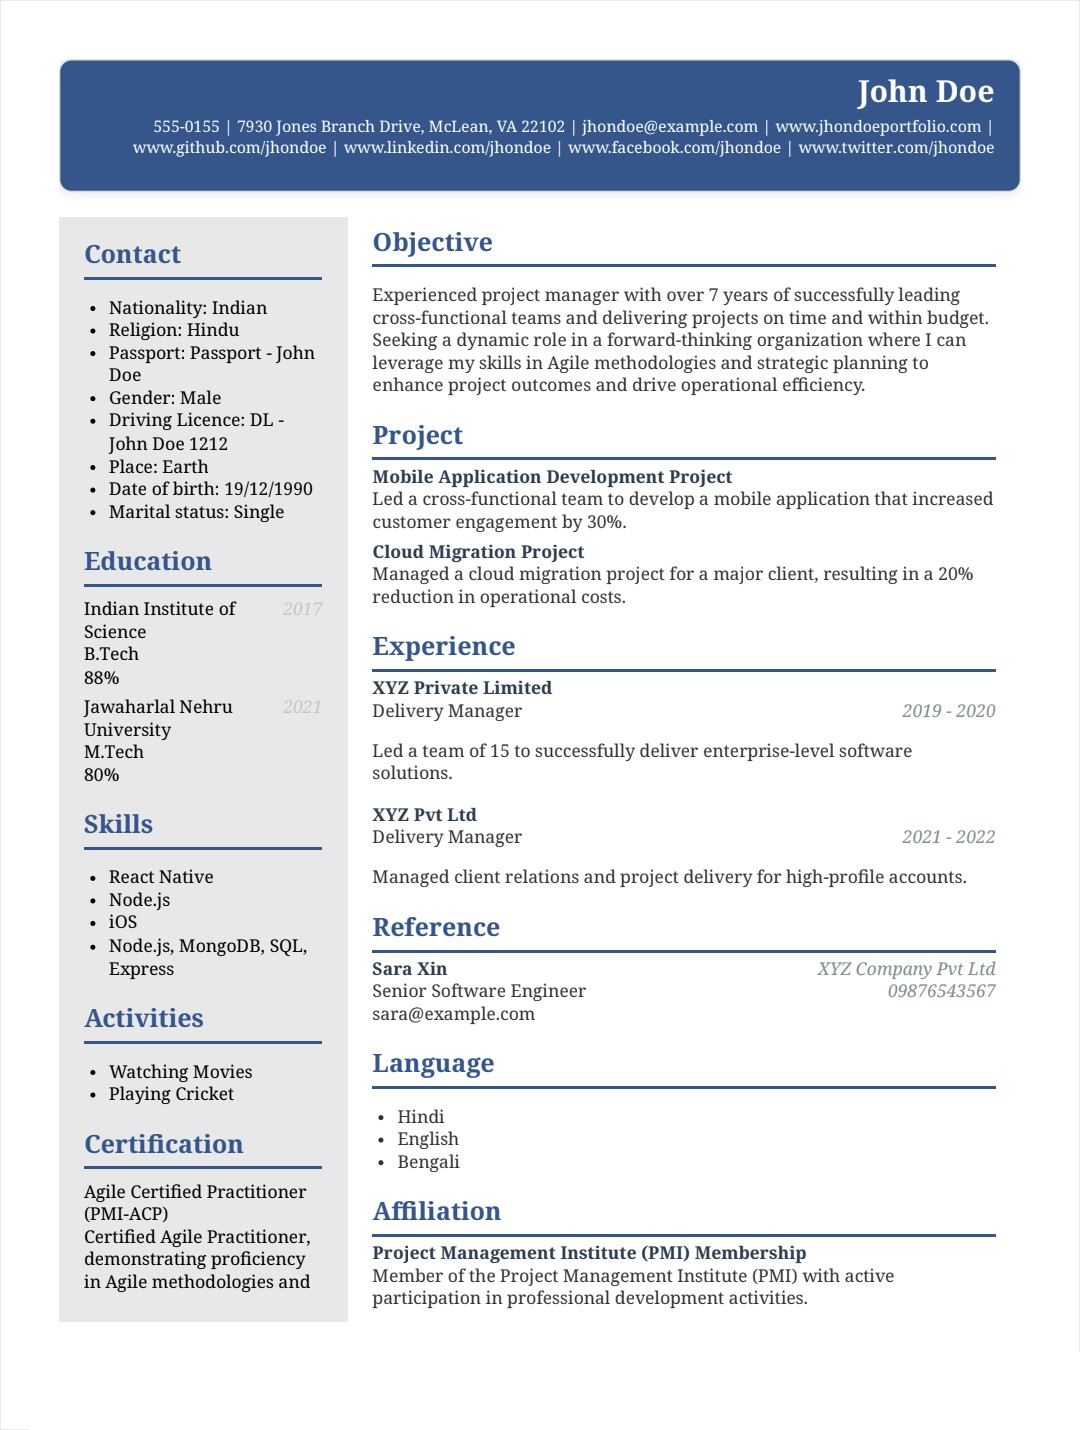 John Doe
555-0155 | 7930 Jones Branch Drive, McLean, VA 22102 | jhondoe@example.com | www.jhondoeportfolio.com |
www.github.com/jhondoe | www.linkedin.com/jhondoe | www.facebook.com/jhondoe | www.twitter.com/jhondoe
Contact
• Nationality: Indian
• Religion: Hindu
• Passport: Passport - John
Doe
• Gender: Male
• Driving Licence: DL -
John Doe 1212
• Place: Earth
• Date of birth: 19/12/1990
• Marital status: Single
Education
Indian Institute of 2017
Science
B.Tech
88%
Jawaharlal Nehru 2021
University
M.Tech
80%
Skills
• React Native
• Node.js
• iOS
• Node.js, MongoDB, SQL,
Express
Activities
• Watching Movies
• Playing Cricket
Certification
Agile Certified Practitioner
(PMI-ACP)
Certified Agile Practitioner,
demonstrating proficiency
in Agile methodologies and
Objective
Experienced project manager with over 7 years of successfully leading
cross-functional teams and delivering projects on time and within budget.
Seeking a dynamic role in a forward-thinking organization where I can
leverage my skills in Agile methodologies and strategic planning to
enhance project outcomes and drive operational efficiency.
Project
Mobile Application Development Project
Led a cross-functional team to develop a mobile application that increased
customer engagement by 30%.
Cloud Migration Project
Managed a cloud migration project for a major client, resulting in a 20%
reduction in operational costs.
Experience
XYZ Private Limited
Delivery Manager 2019 - 2020
Led a team of 15 to successfully deliver enterprise-level software
solutions.
XYZ Pvt Ltd
Delivery Manager 2021 - 2022
Managed client relations and project delivery for high-profile accounts.
Reference
Sara Xin XYZ Company Pvt Ltd
Senior Software Engineer 09876543567
sara@example.com
Language
• Hindi
• English
• Bengali
Affiliation
Project Management Institute (PMI) Membership
Member of the Project Management Institute (PMI) with active
participation in professional development activities.